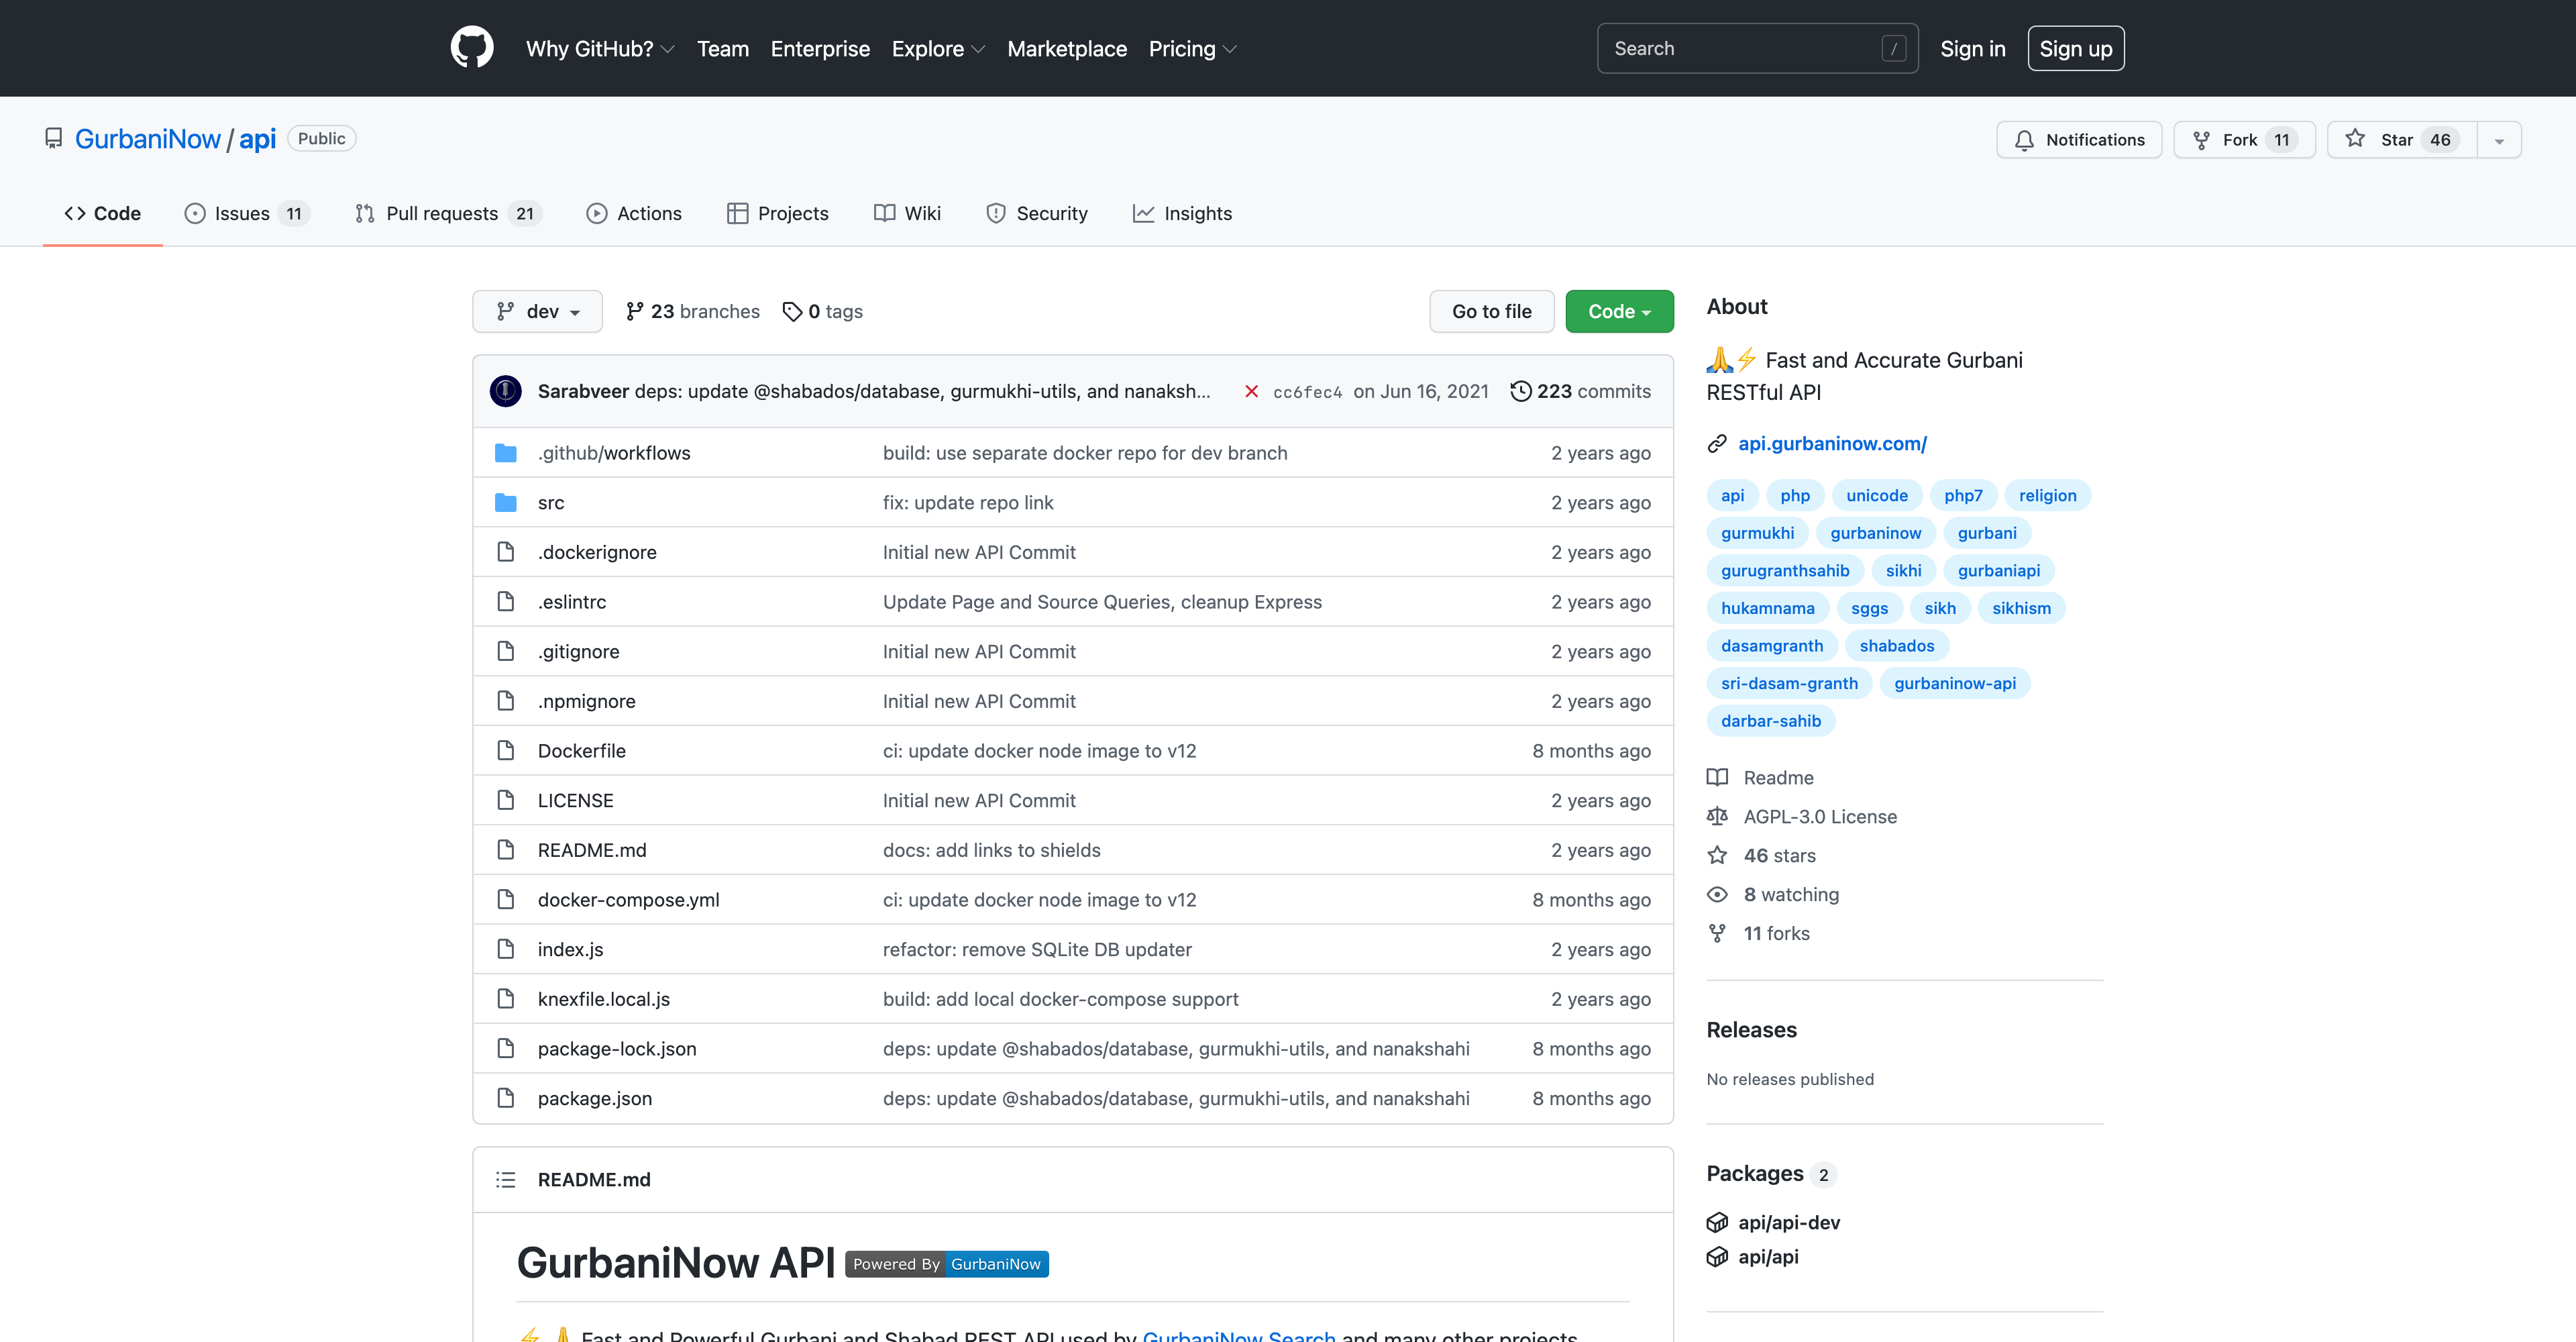 Why GitHub? Team Enterprise Explore Marketplace Pricing Search / Sign in Sign up
GurbaniNow / api Public Notifications Fork 11 Star 46
Code Issues 11 Pull requests 21 Actions Projects Wiki Security Insights
dev 23 branches 0 tags Go to file Code
Sarabveer deps: update @shabados/database, gurmukhi-utils, and nanaksh... cc6fec4 on Jun 16, 2021 223 commits
.github/workflows build: use separate docker repo for dev branch 2 years ago
src fix: update repo link 2 years ago
.dockerignore Initial new API Commit 2 years ago
.eslintrc Update Page and Source Queries, cleanup Express 2 years ago
.gitignore Initial new API Commit 2 years ago
.npmignore Initial new API Commit 2 years ago
Dockerfile ci: update docker node image to v12 8 months ago
LICENSE Initial new API Commit 2 years ago
README.md docs: add links to shields 2 years ago
docker-compose.yml ci: update docker node image to v12 8 months ago
index.js refactor: remove SQLite DB updater 2 years ago
knexfile.local.js build: add local docker-compose support 2 years ago
package-lock.json deps: update @shabados/database, gurmukhi-utils, and nanakshahi 8 months ago
package.json deps: update @shabados/database, gurmukhi-utils, and nanakshahi 8 months ago
README.md
GurbaniNow API Powered By GurbaniNow
⚡ 🙏 Fast and Powerful Gurbani and Shabad REST API used by GurbaniNow Search and many other projects
About
🙏⚡ Fast and Accurate Gurbani
RESTful API
api.gurbaninow.com/
api php unicode php7 religion
gurmukhi gurbaninow gurbani
gurugranthsahib sikhi gurbaniapi
hukamnama sggs sikh sikhism
dasamgranth shabados
sri-dasam-granth gurbaninow-api
darbar-sahib
Readme
AGPL-3.0 License
46 stars
8 watching
11 forks
Releases
No releases published
Packages 2
api/api-dev
api/api